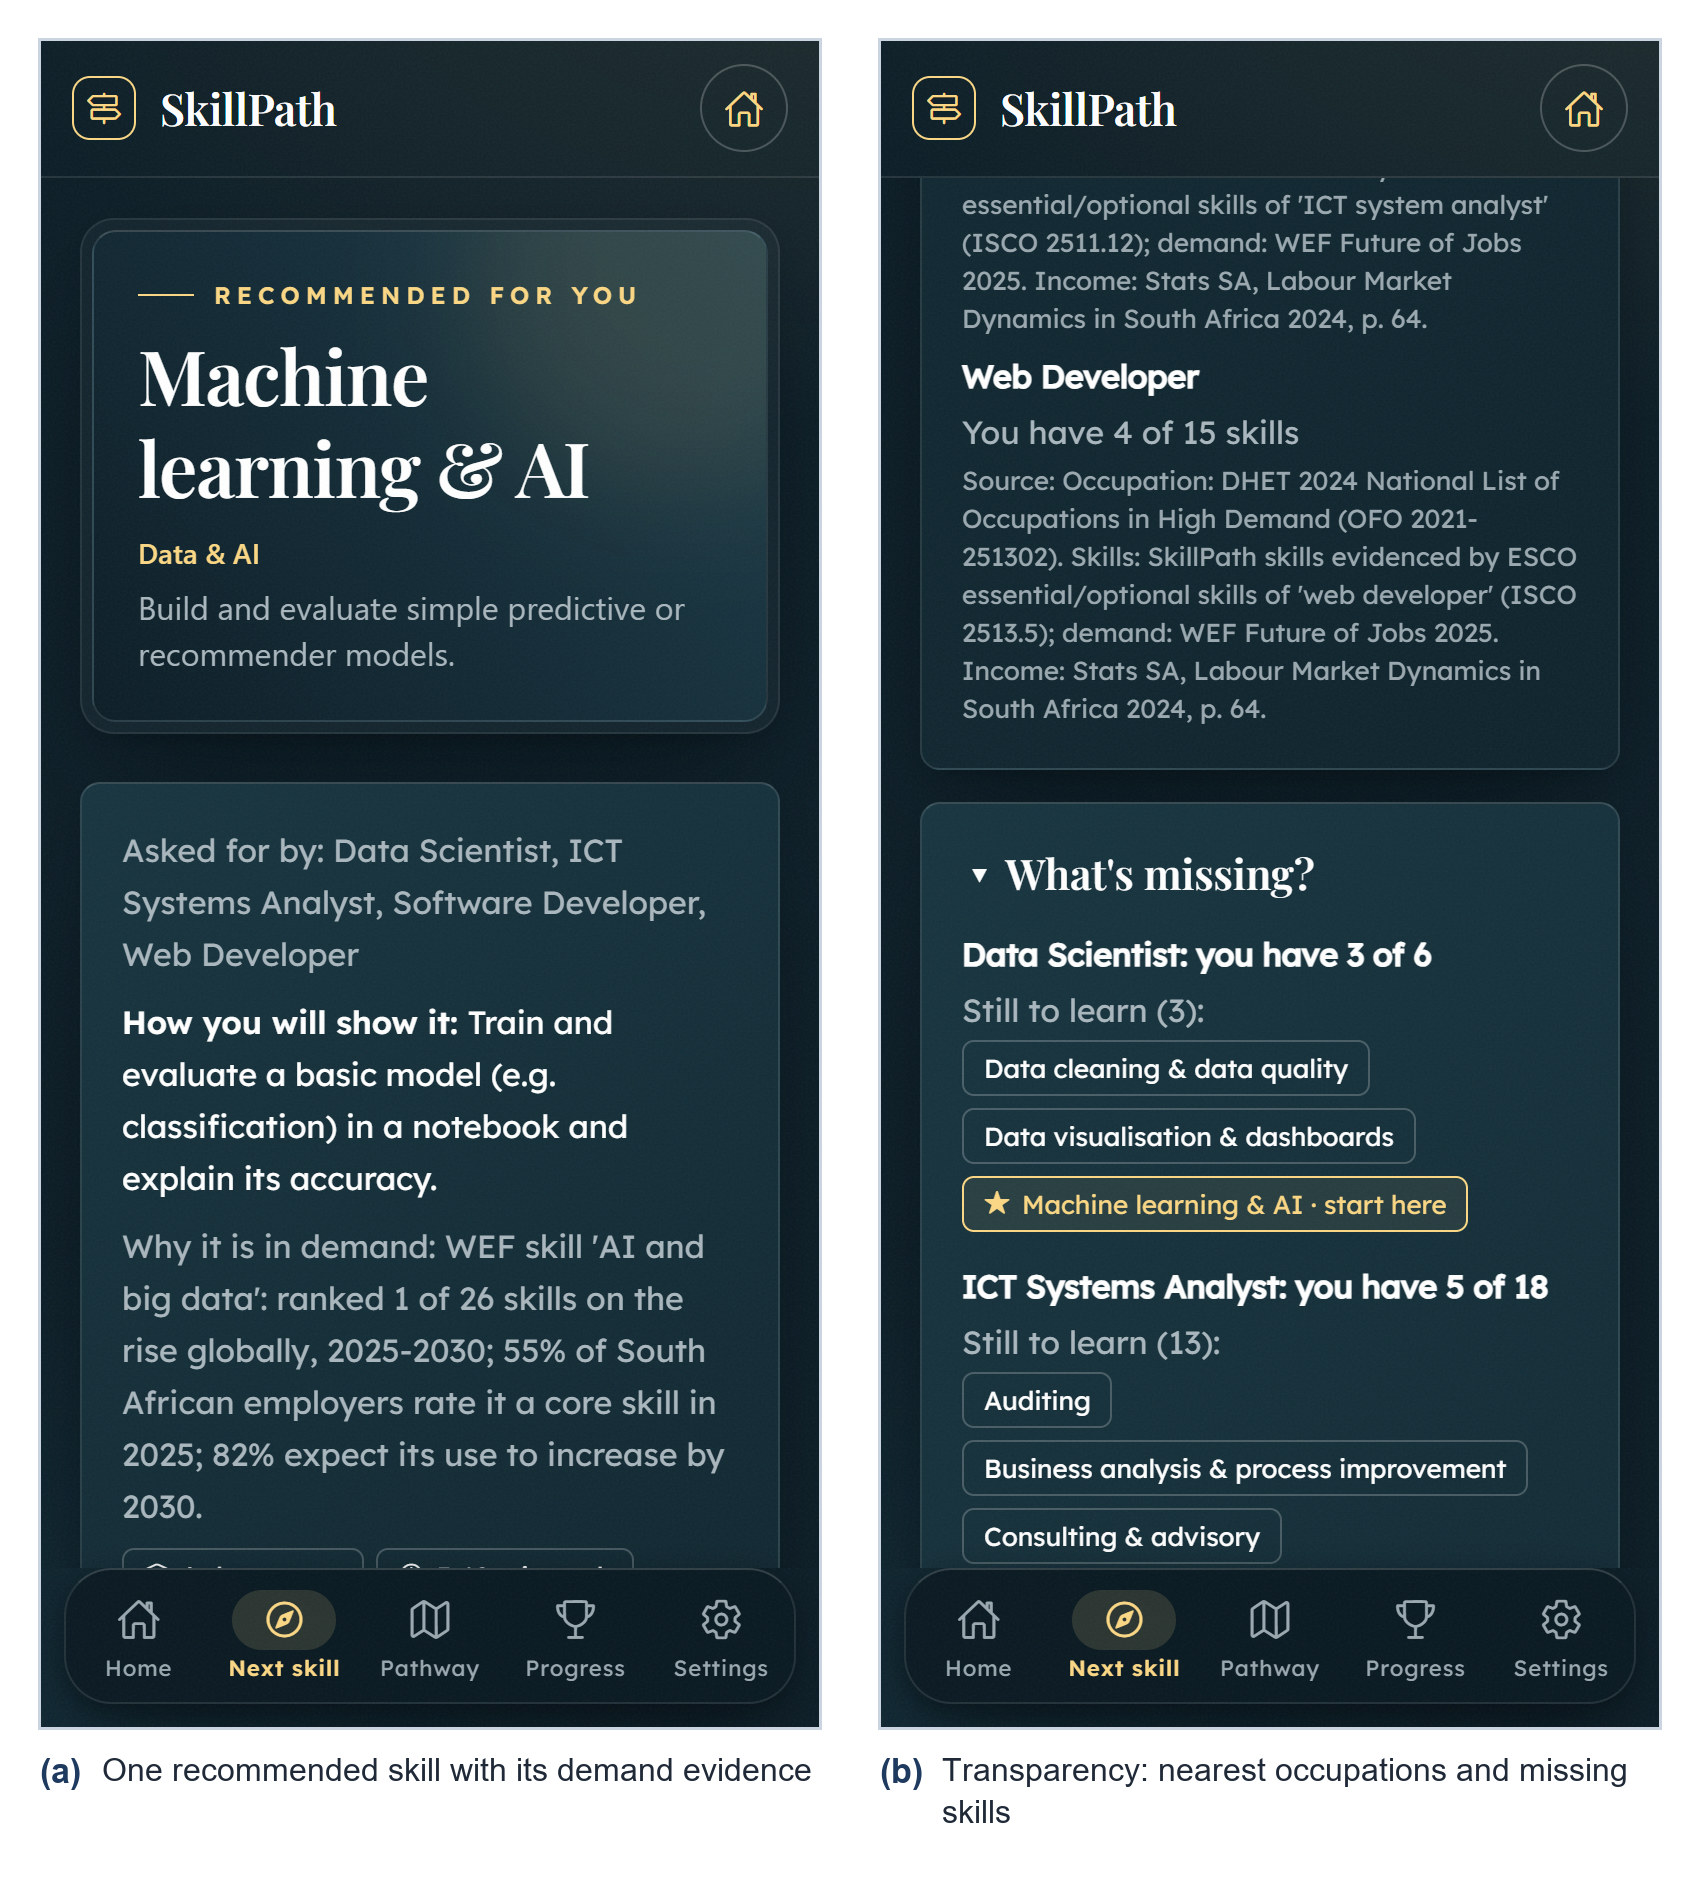 SkillPath
RECOMMENDED FOR YOU
Machine
learning & AI
Data & AI
Build and evaluate simple predictive or
recommender models.
Asked for by: Data Scientist, ICT
Systems Analyst, Software Developer,
Web Developer
How you will show it: Train and
evaluate a basic model (e.g.
classification) in a notebook and
explain its accuracy.
Why it is in demand: WEF skill 'AI and
big data': ranked 1 of 26 skills on the
rise globally, 2025-2030; 55% of South
African employers rate it a core skill in
2025; 82% expect its use to increase by
2030.
Home
Next skill
Pathway
Progress
Settings
(a) One recommended skill with its demand evidence
SkillPath
essential/optional skills of 'ICT system analyst'
(ISCO 2511.12); demand: WEF Future of Jobs
2025. Income: Stats SA, Labour Market
Dynamics in South Africa 2024, p. 64.
Web Developer
You have 4 of 15 skills
Source: Occupation: DHET 2024 National List of
Occupations in High Demand (OFO 2021-
251302). Skills: SkillPath skills evidenced by ESCO
essential/optional skills of 'web developer' (ISCO
2513.5); demand: WEF Future of Jobs 2025.
Income: Stats SA, Labour Market Dynamics in
South Africa 2024, p. 64.
▼ What's missing?
Data Scientist: you have 3 of 6
Still to learn (3):
Data cleaning & data quality
Data visualisation & dashboards
★ Machine learning & AI · start here
ICT Systems Analyst: you have 5 of 18
Still to learn (13):
Auditing
Business analysis & process improvement
Consulting & advisory
Home
Next skill
Pathway
Progress
Settings
(b) Transparency: nearest occupations and missing
skills